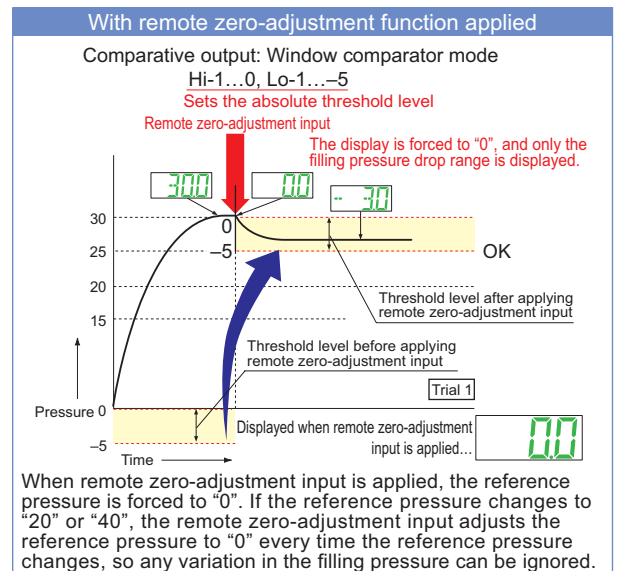 With remote zero-adjustment function applied
Comparative output: Window comparator mode
Hi-1…0, Lo-1…–5
Sets the absolute threshold level
Remote zero-adjustment input
The display is forced to “0”, and only the
filling pressure drop range is displayed.
30.0
0.0
-3.0
30
0
25
–5
OK
20
15
Threshold level after applying
remote zero-adjustment input
Threshold level before applying
remote zero-adjustment input
Trial 1
Pressure 0
–5
Displayed when remote zero-adjustment
input is applied…
0.0
Time
When remote zero-adjustment input is applied, the reference
pressure is forced to “0”. If the reference pressure changes to
“20” or “40”, the remote zero-adjustment input adjusts the
reference pressure to “0” every time the reference pressure
changes, so any variation in the filling pressure can be ignored.